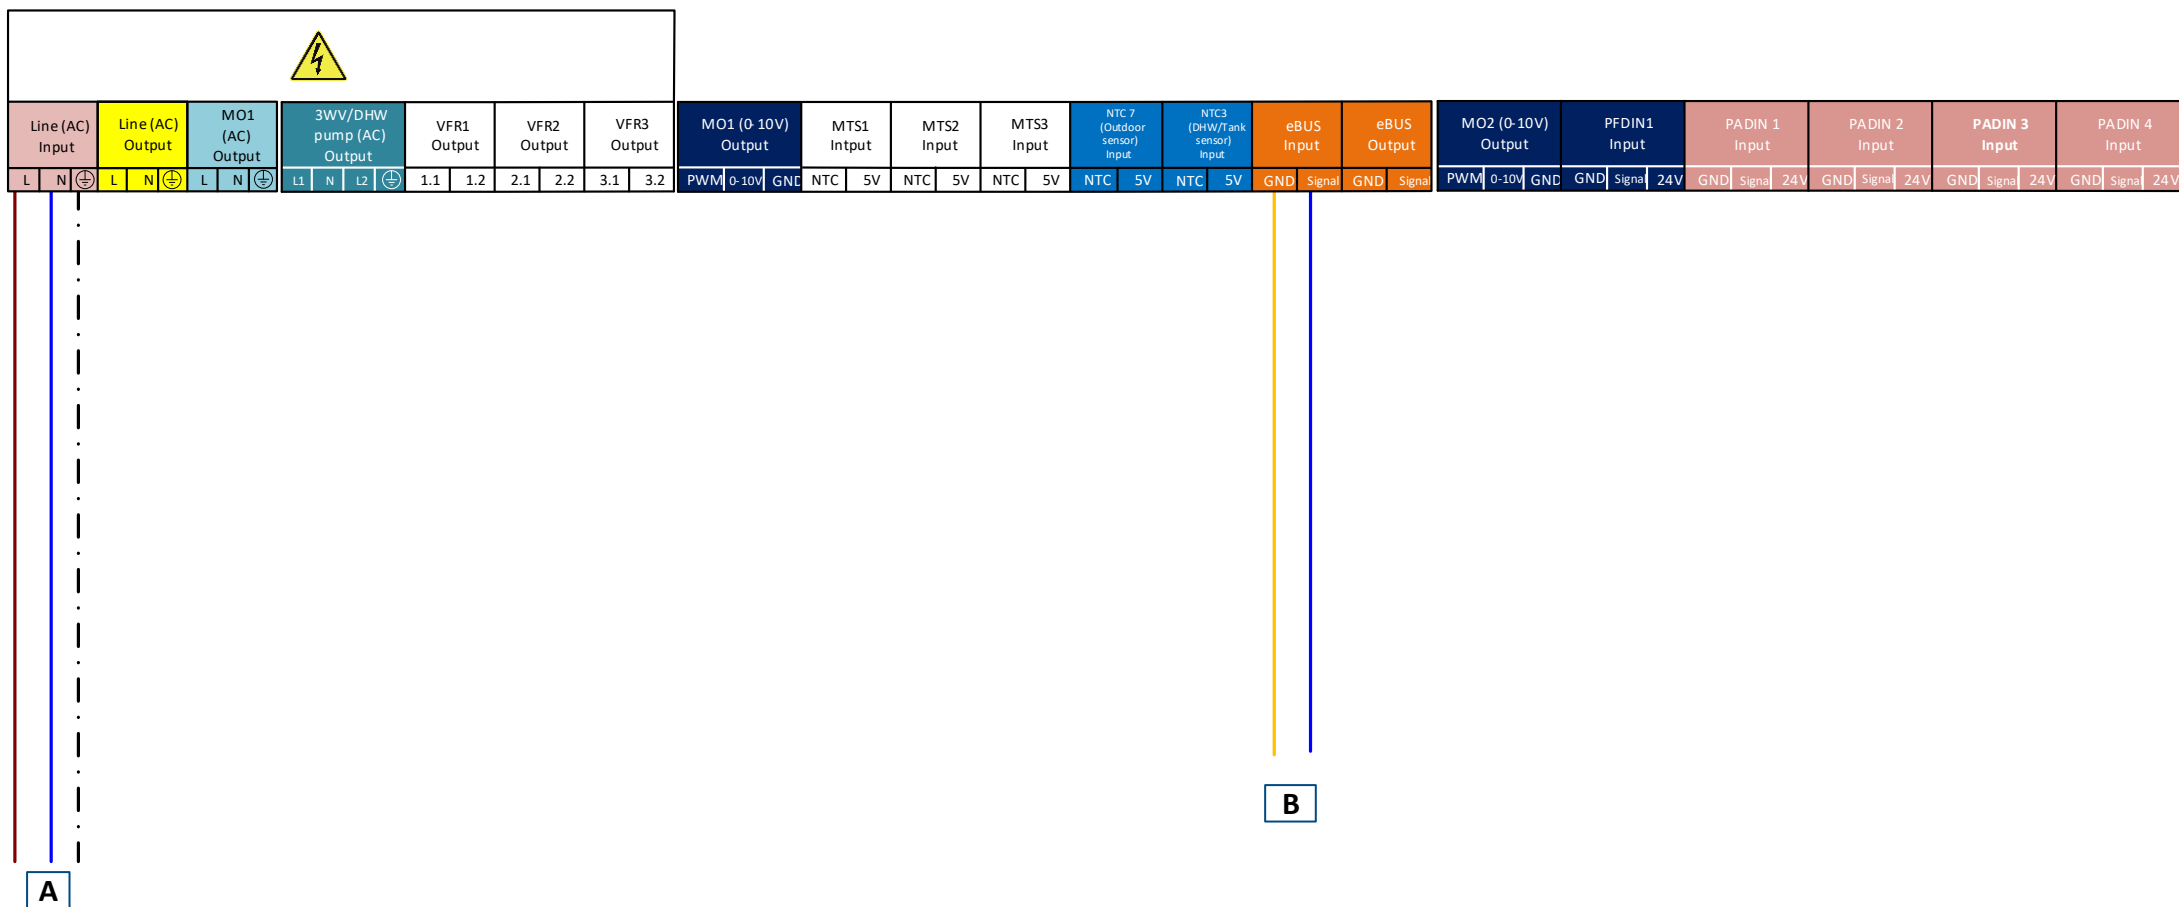 Line (AC)
Input
Line (AC)
Output
MO1
(AC)
Output
3WV/DHW
pump (AC)
Output
VFR1
Output
VFR2
Output
VFR3
Output
MO1 (0-10V)
Output
MTS1
Intput
MTS2
Input
MTS3
Input
NTC 7
(Outdoor
sensor)
Input
NTC3
(DHW/Tank
sensor)
Input
eBUS
Input
eBUS
Output
MO2 (0-10V)
Output
PFDIN1
Input
PADIN 1
Input
PADIN 2
Input
PADIN 3
Input
PADIN 4
Input
L N L N L N L1 N L2 1.1 1.2 2.1 2.2 3.1 3.2 PWM 0-10V GND NTC 5V NTC 5V NTC 5V NTC 5V NTC 5V GND Signal GND Signal PWM 0-10V GND GND Signal 24V GND Signal 24V GND Signal 24V GND Signal 24V GND Signal 24V
B
A